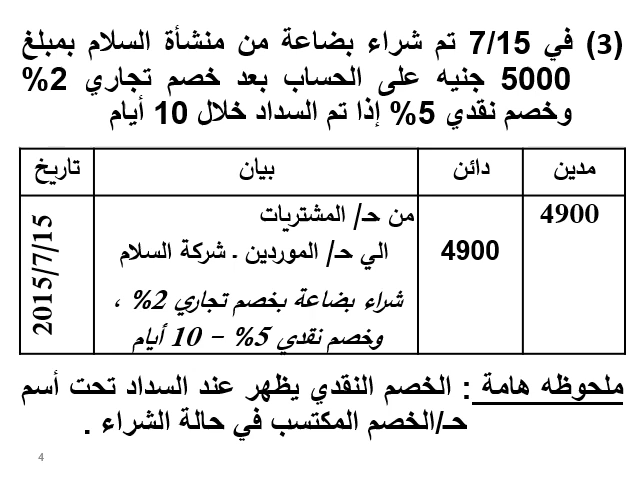 (3) في 7/15 تم شراء بضاعة من منشأة السلام بمبلغ
5000 جنيه على الحساب بعد خصم تجاري 2%
وخصم نقدي 5% إذا تم السداد خلال 10 أيام
مدين دائن بيان تاريخ
4900 من حـ/ المشتريات
4900 الي حـ/ الموردين ـ شركة السلام
2015/7/15
شراء بضاعة بخصم تجاري 2% ،
وخصم نقدي 5% – 10 أيام
ملحوظه هامة : الخصم النقدي يظهر عند السداد تحت أسم
حـ/الخصم المكتسب في حالة الشراء .
4